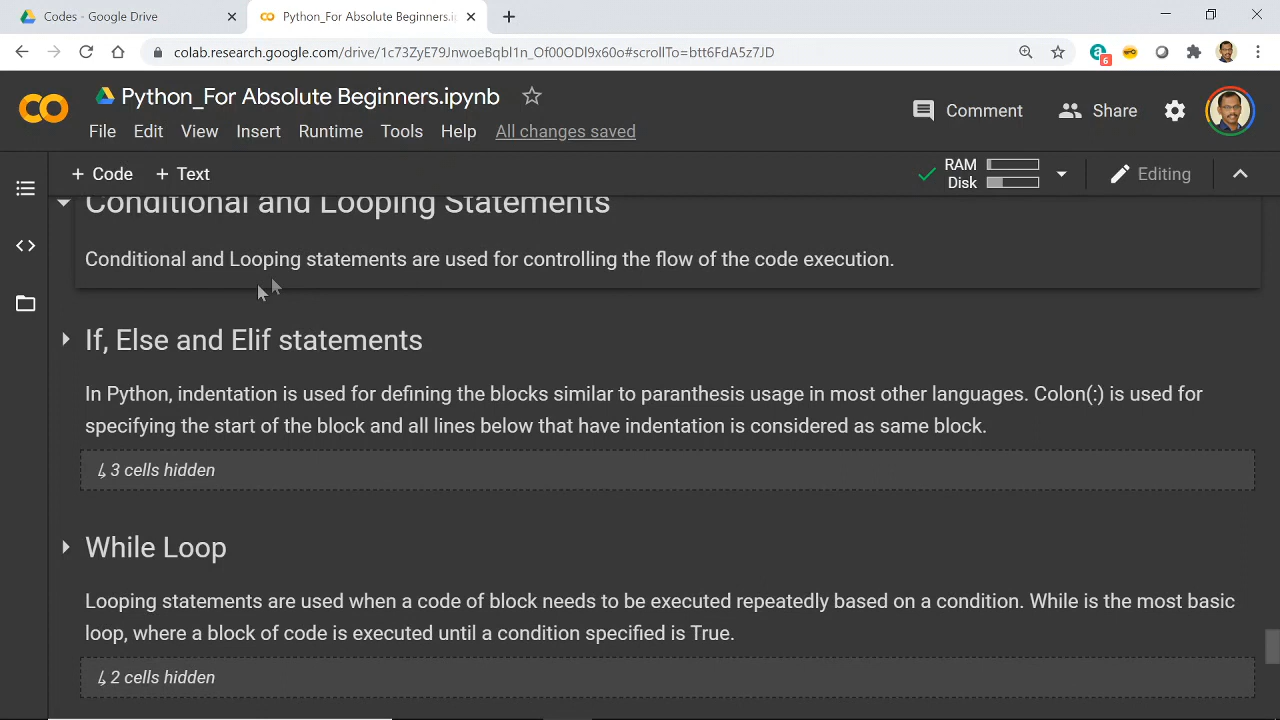 Codes - Google Drive
Python_For Absolute Beginners.i
colab.research.google.com/drive/1c73ZyE79JnwoeBqbI1n_Of00ODl9x60o#scrollTo=btt6FdA5z7JD
6
Python_For Absolute Beginners.ipynb
Comment
Share
File Edit View Insert Runtime Tools Help All changes saved
+ Code + Text
RAM
Disk
Editing
Conditional and Looping Statements
Conditional and Looping statements are used for controlling the flow of the code execution.
If, Else and Elif statements
In Python, indentation is used for defining the blocks similar to paranthesis usage in most other languages. Colon(:) is used for
specifying the start of the block and all lines below that have indentation is considered as same block.
3 cells hidden
While Loop
Looping statements are used when a code of block needs to be executed repeatedly based on a condition. While is the most basic
loop, where a block of code is executed until a condition specified is True.
2 cells hidden